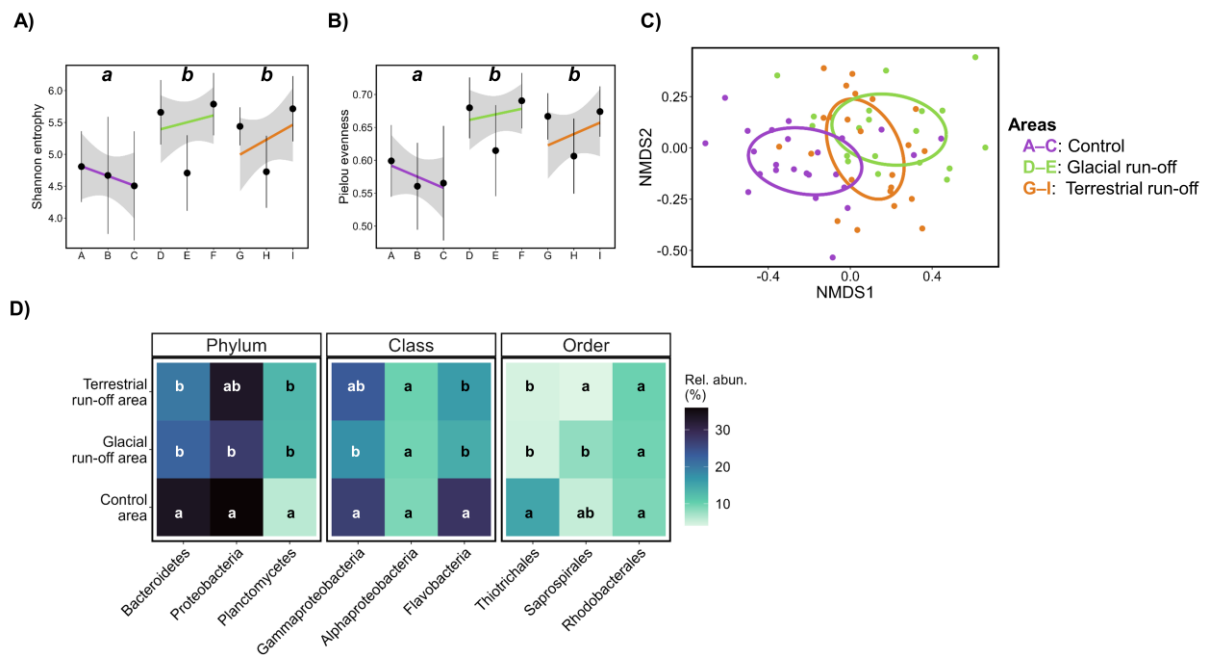 A)
B)
C)
a
b
b
6.0
5.5
5.0
4.5
4.0
Shannon entrophy
A B C D E F G H I
a
b
b
0.70
0.65
0.60
0.55
0.50
Pielou evenness
A B C D E F G H I
0.25
0.00
-0.25
-0.50
NMDS2
-0.4 0.0 0.4
NMDS1
Areas
A–C: Control
D–E: Glacial run-off
G–I: Terrestrial run-off
D)
Phylum Class Order
Terrestrial
run-off area
b ab b ab a b b a a
Glacial
run-off area
b b b b a b b b a
Control
area
a a a a a a a ab a
Bacteroidetes
Proteobacteria
Planctomycetes
Gammaproteobacteria
Alphaproteobacteria
Flavobacteria
Thiotrichales
Saprospirales
Rhodobacterales
Rel. abun.
(%)
30
20
10